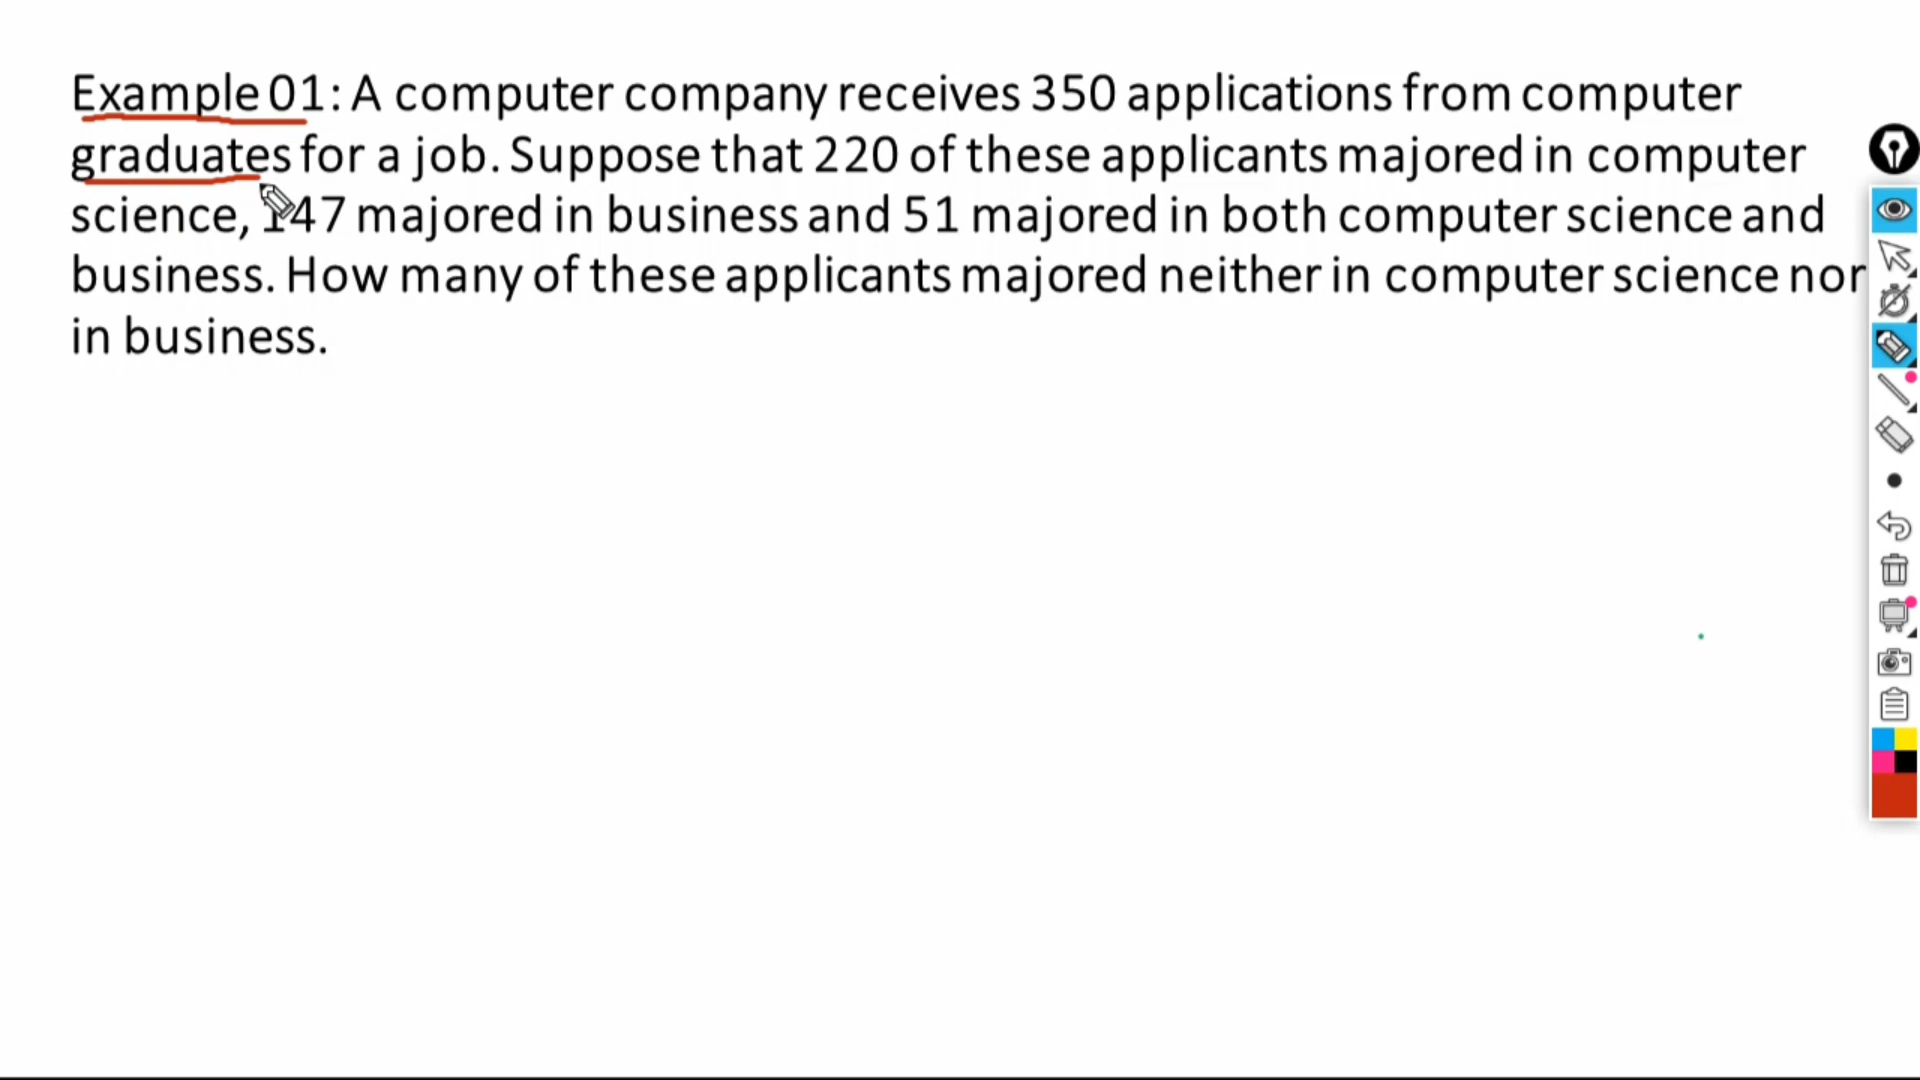 Example 01: A computer company receives 350 applications from computer
graduates for a job. Suppose that 220 of these applicants majored in computer
science, 147 majored in business and 51 majored in both computer science and
business. How many of these applicants majored neither in computer science nor
in business.